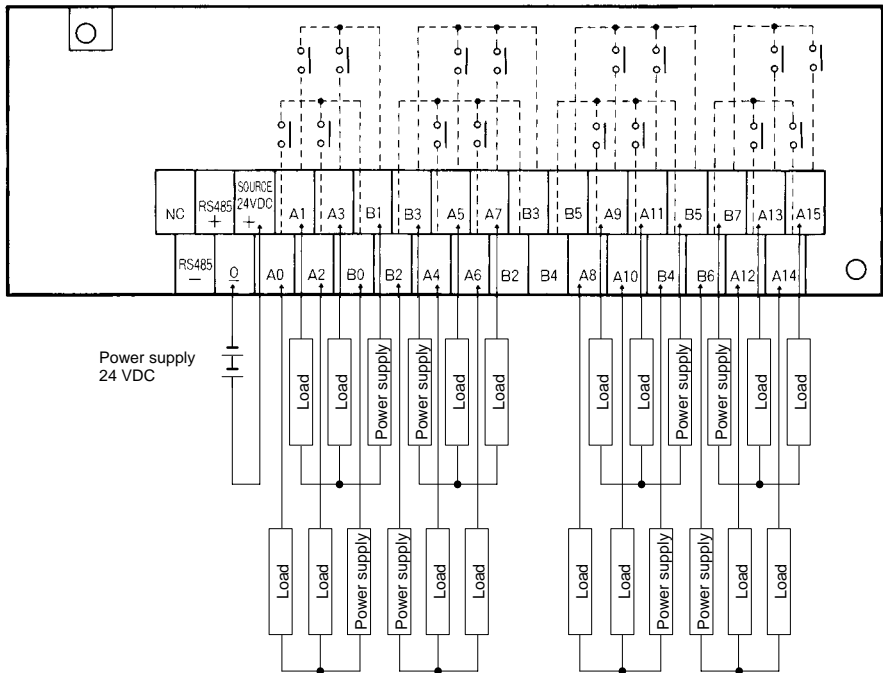 NC RS485 + SOURCE 24VDC + A1 A3 B1 B3 A5 A7 B3 B5 A9 A11 B5 B7 A13 A15
RS485 − 0 − A0 A2 B0 B2 A4 A6 B2 B4 A8 A10 B4 B6 A12 A14
Power supply
24 VDC
Load Load Power supply Power supply Load Load Load Load Power supply Power supply Load Load
Load Load Power supply Power supply Load Load Load Load Power supply Power supply Load Load